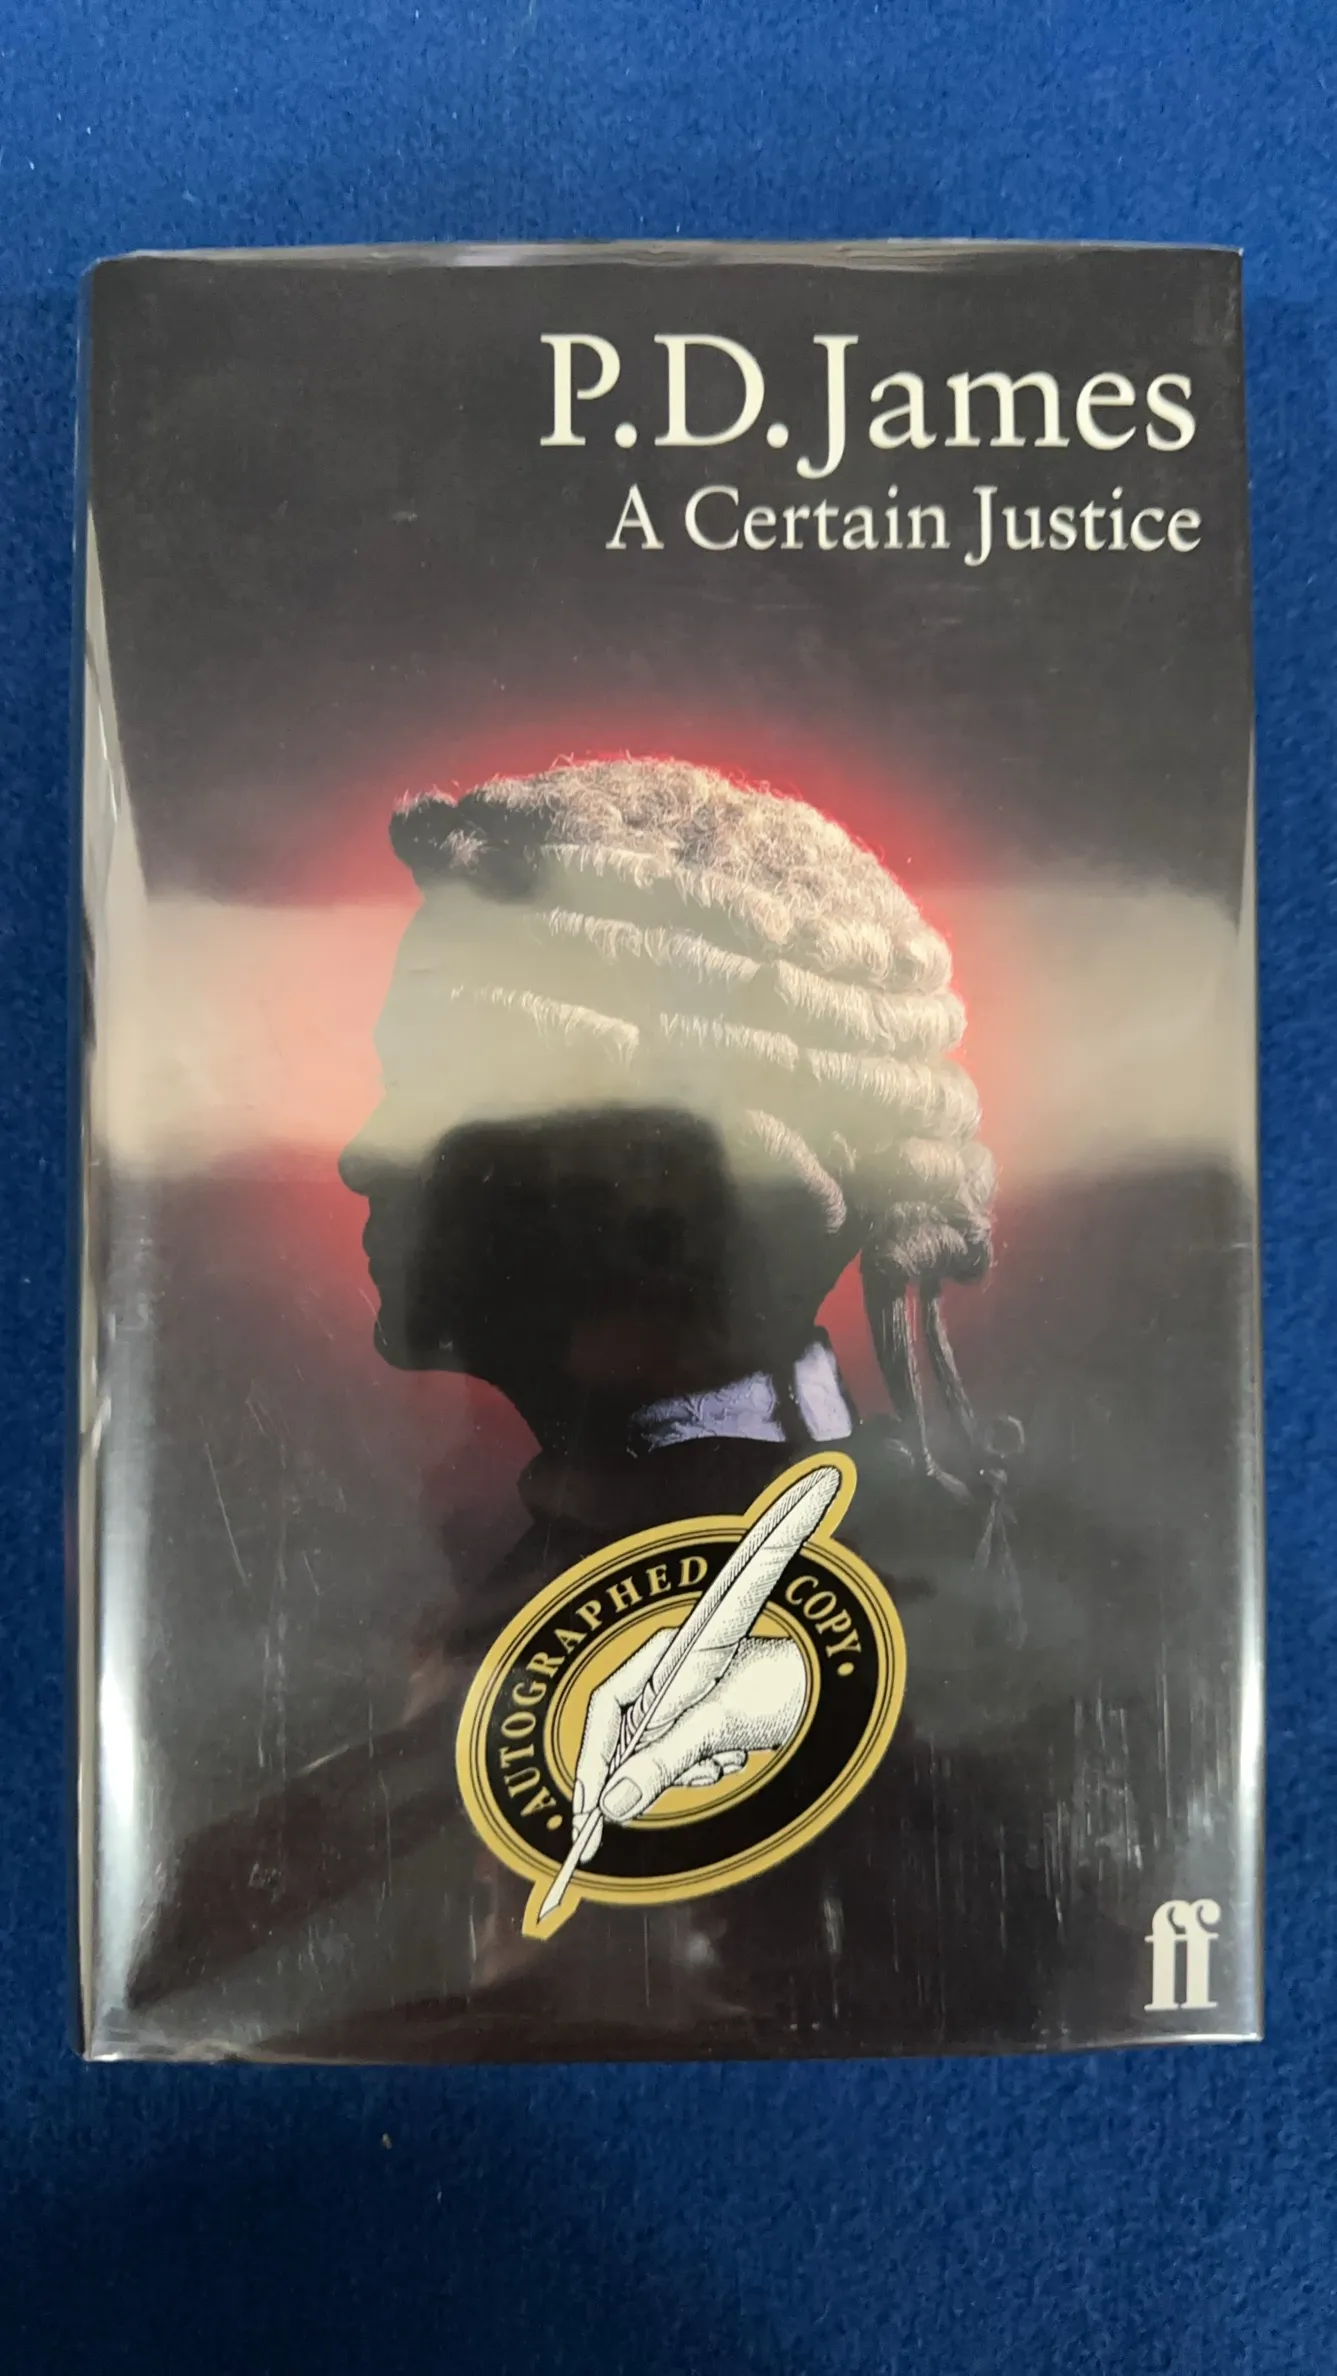 P.D. James
A Certain Justice
• AUTOGRAPHED COPY •
ff